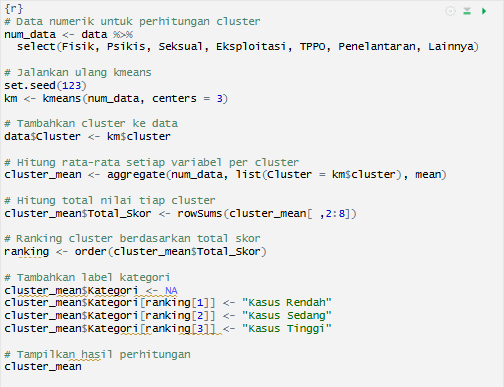 {r}
# Data numerik untuk perhitungan cluster
num_data <- data %>%
  select(Fisik, Psikis, Seksual, Eksploitasi, TPPO, Penelantaran, Lainnya)

# Jalankan ulang kmeans
set.seed(123)
km <- kmeans(num_data, centers = 3)

# Tambahkan cluster ke data
data$Cluster <- km$cluster

# Hitung rata-rata setiap variabel per cluster
cluster_mean <- aggregate(num_data, list(Cluster = km$cluster), mean)

# Hitung total nilai tiap cluster
cluster_mean$Total_Skor <- rowSums(cluster_mean[ ,2:8])

# Ranking cluster berdasarkan total skor
ranking <- order(cluster_mean$Total_Skor)

# Tambahkan label kategori
cluster_mean$Kategori <- NA
cluster_mean$Kategori[ranking[1]] <- "Kasus Rendah"
cluster_mean$Kategori[ranking[2]] <- "Kasus Sedang"
cluster_mean$Kategori[ranking[3]] <- "Kasus Tinggi"

# Tampilkan hasil perhitungan
cluster_mean